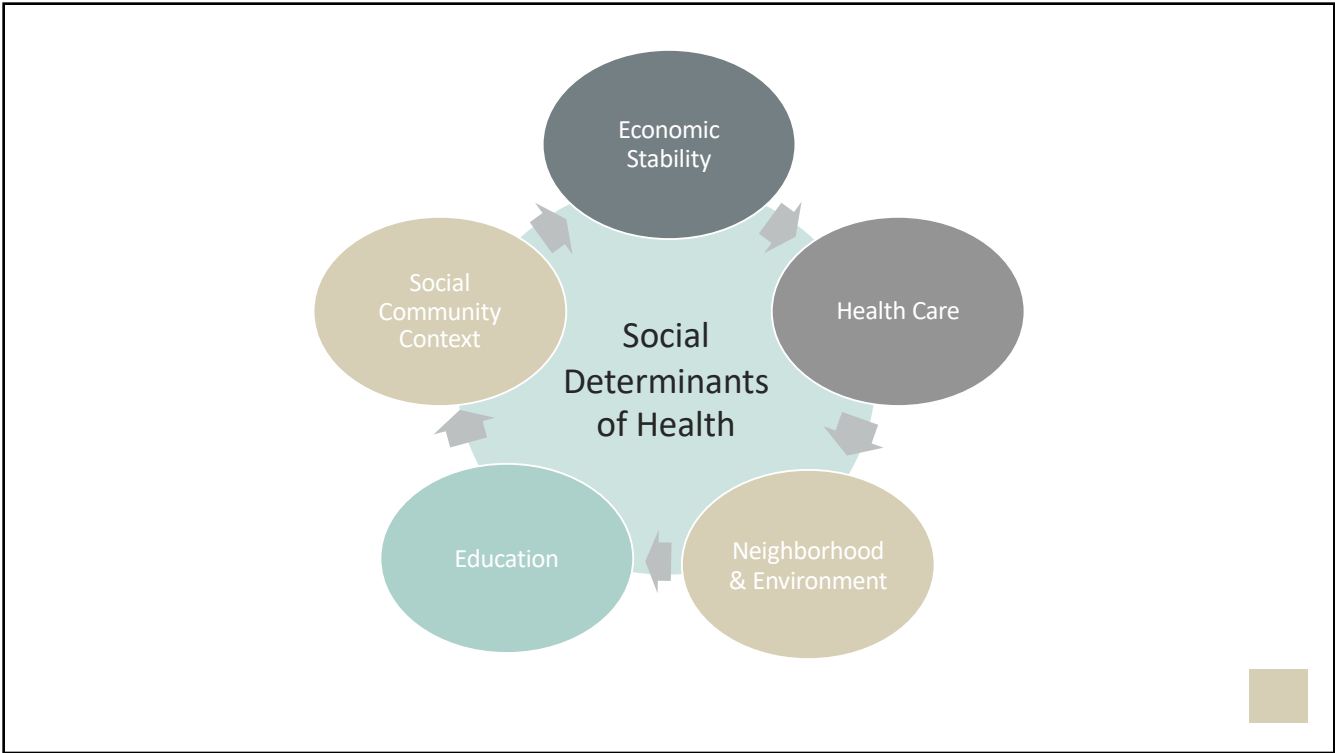 Economic
Stability
Health Care
Neighborhood
& Environment
Education
Social
Community
Context
Social
Determinants
of Health